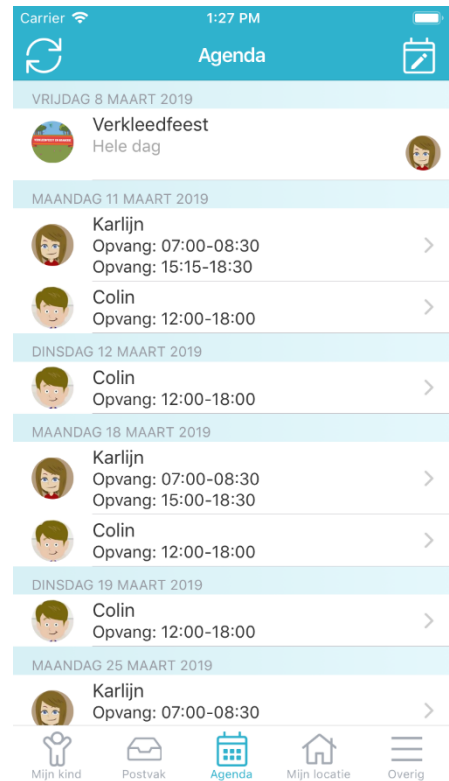 Carrier 1:27 PM
Agenda
VRIJDAG 8 MAART 2019
Verkleedfeest
Hele dag
MAANDAG 11 MAART 2019
Karlijn
Opvang: 07:00-08:30
Opvang: 15:15-18:30
Colin
Opvang: 12:00-18:00
DINSDAG 12 MAART 2019
Colin
Opvang: 12:00-18:00
MAANDAG 18 MAART 2019
Karlijn
Opvang: 07:00-08:30
Opvang: 15:00-18:30
Colin
Opvang: 12:00-18:00
DINSDAG 19 MAART 2019
Colin
Opvang: 12:00-18:00
MAANDAG 25 MAART 2019
Karlijn
Opvang: 07:00-08:30
Mijn kind Postvak Agenda Mijn locatie Overig